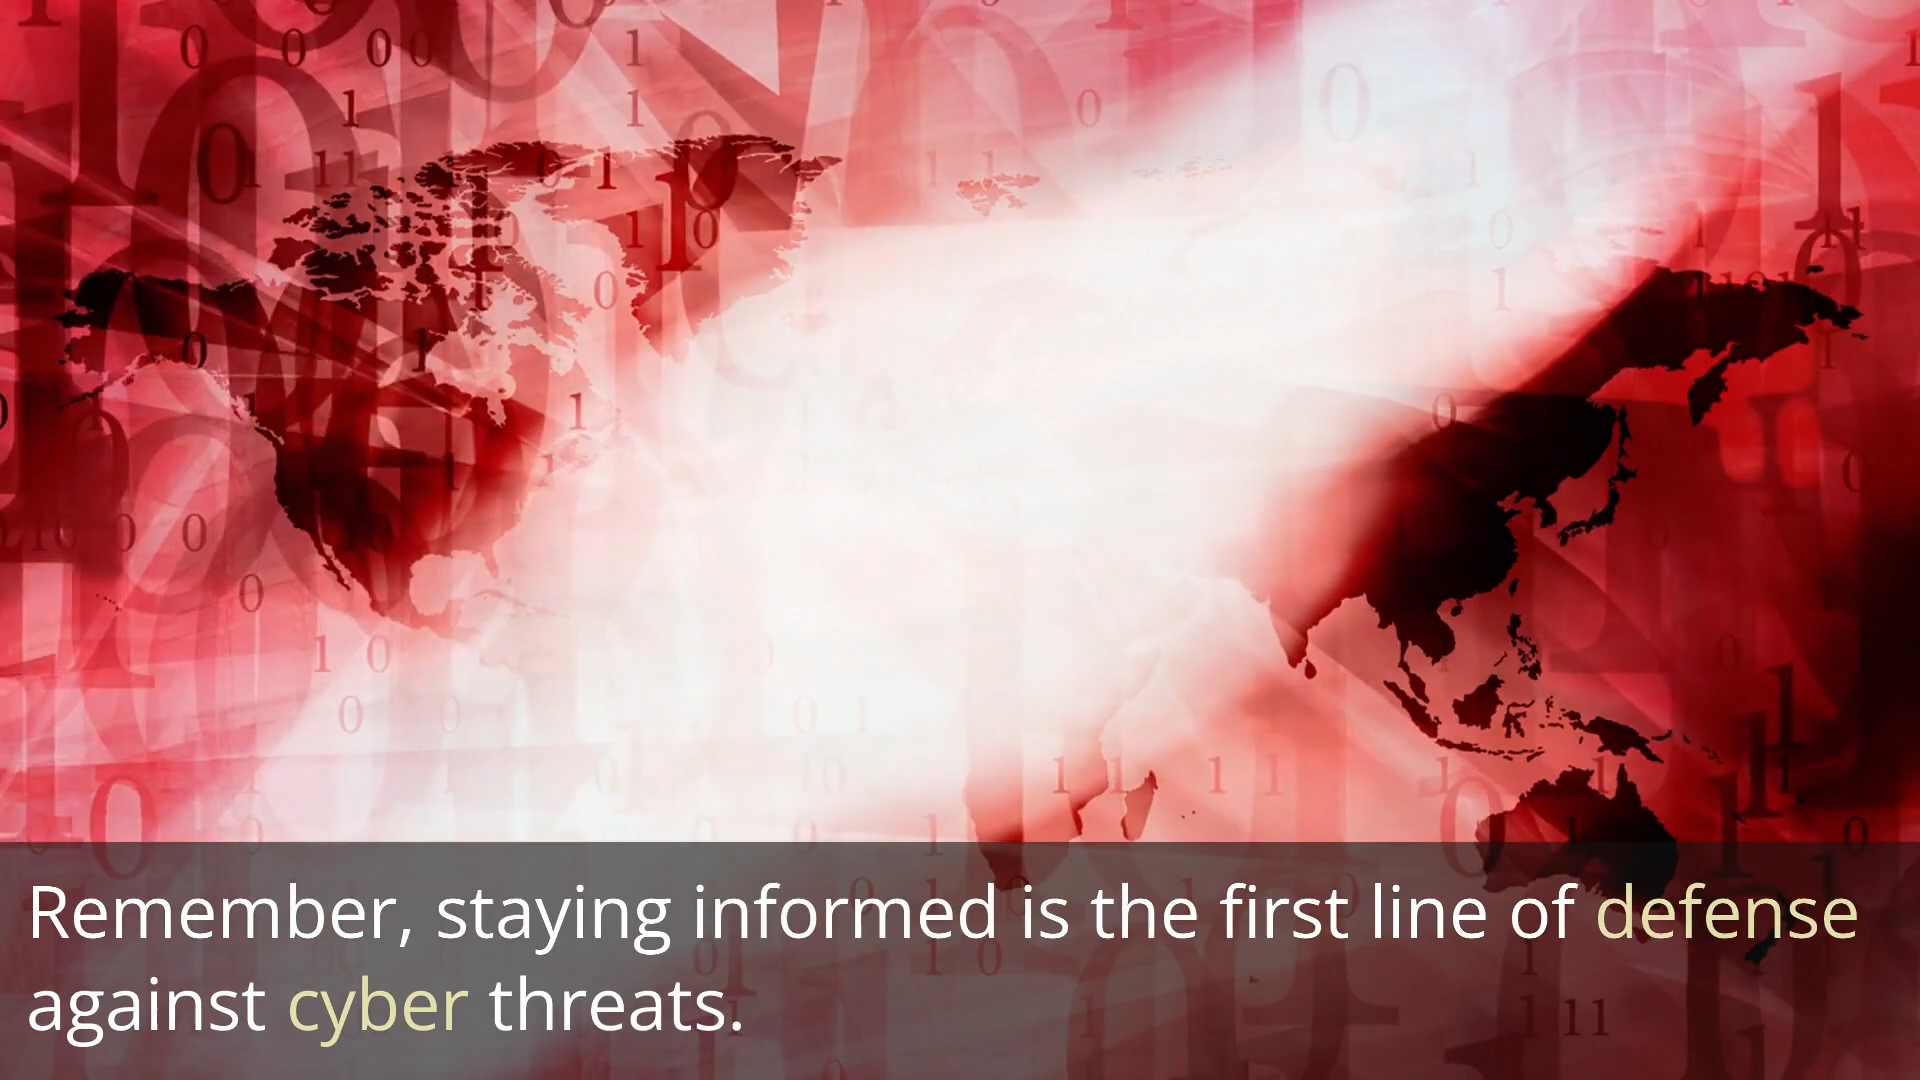 Remember, staying informed is the first line of defense
against cyber threats.